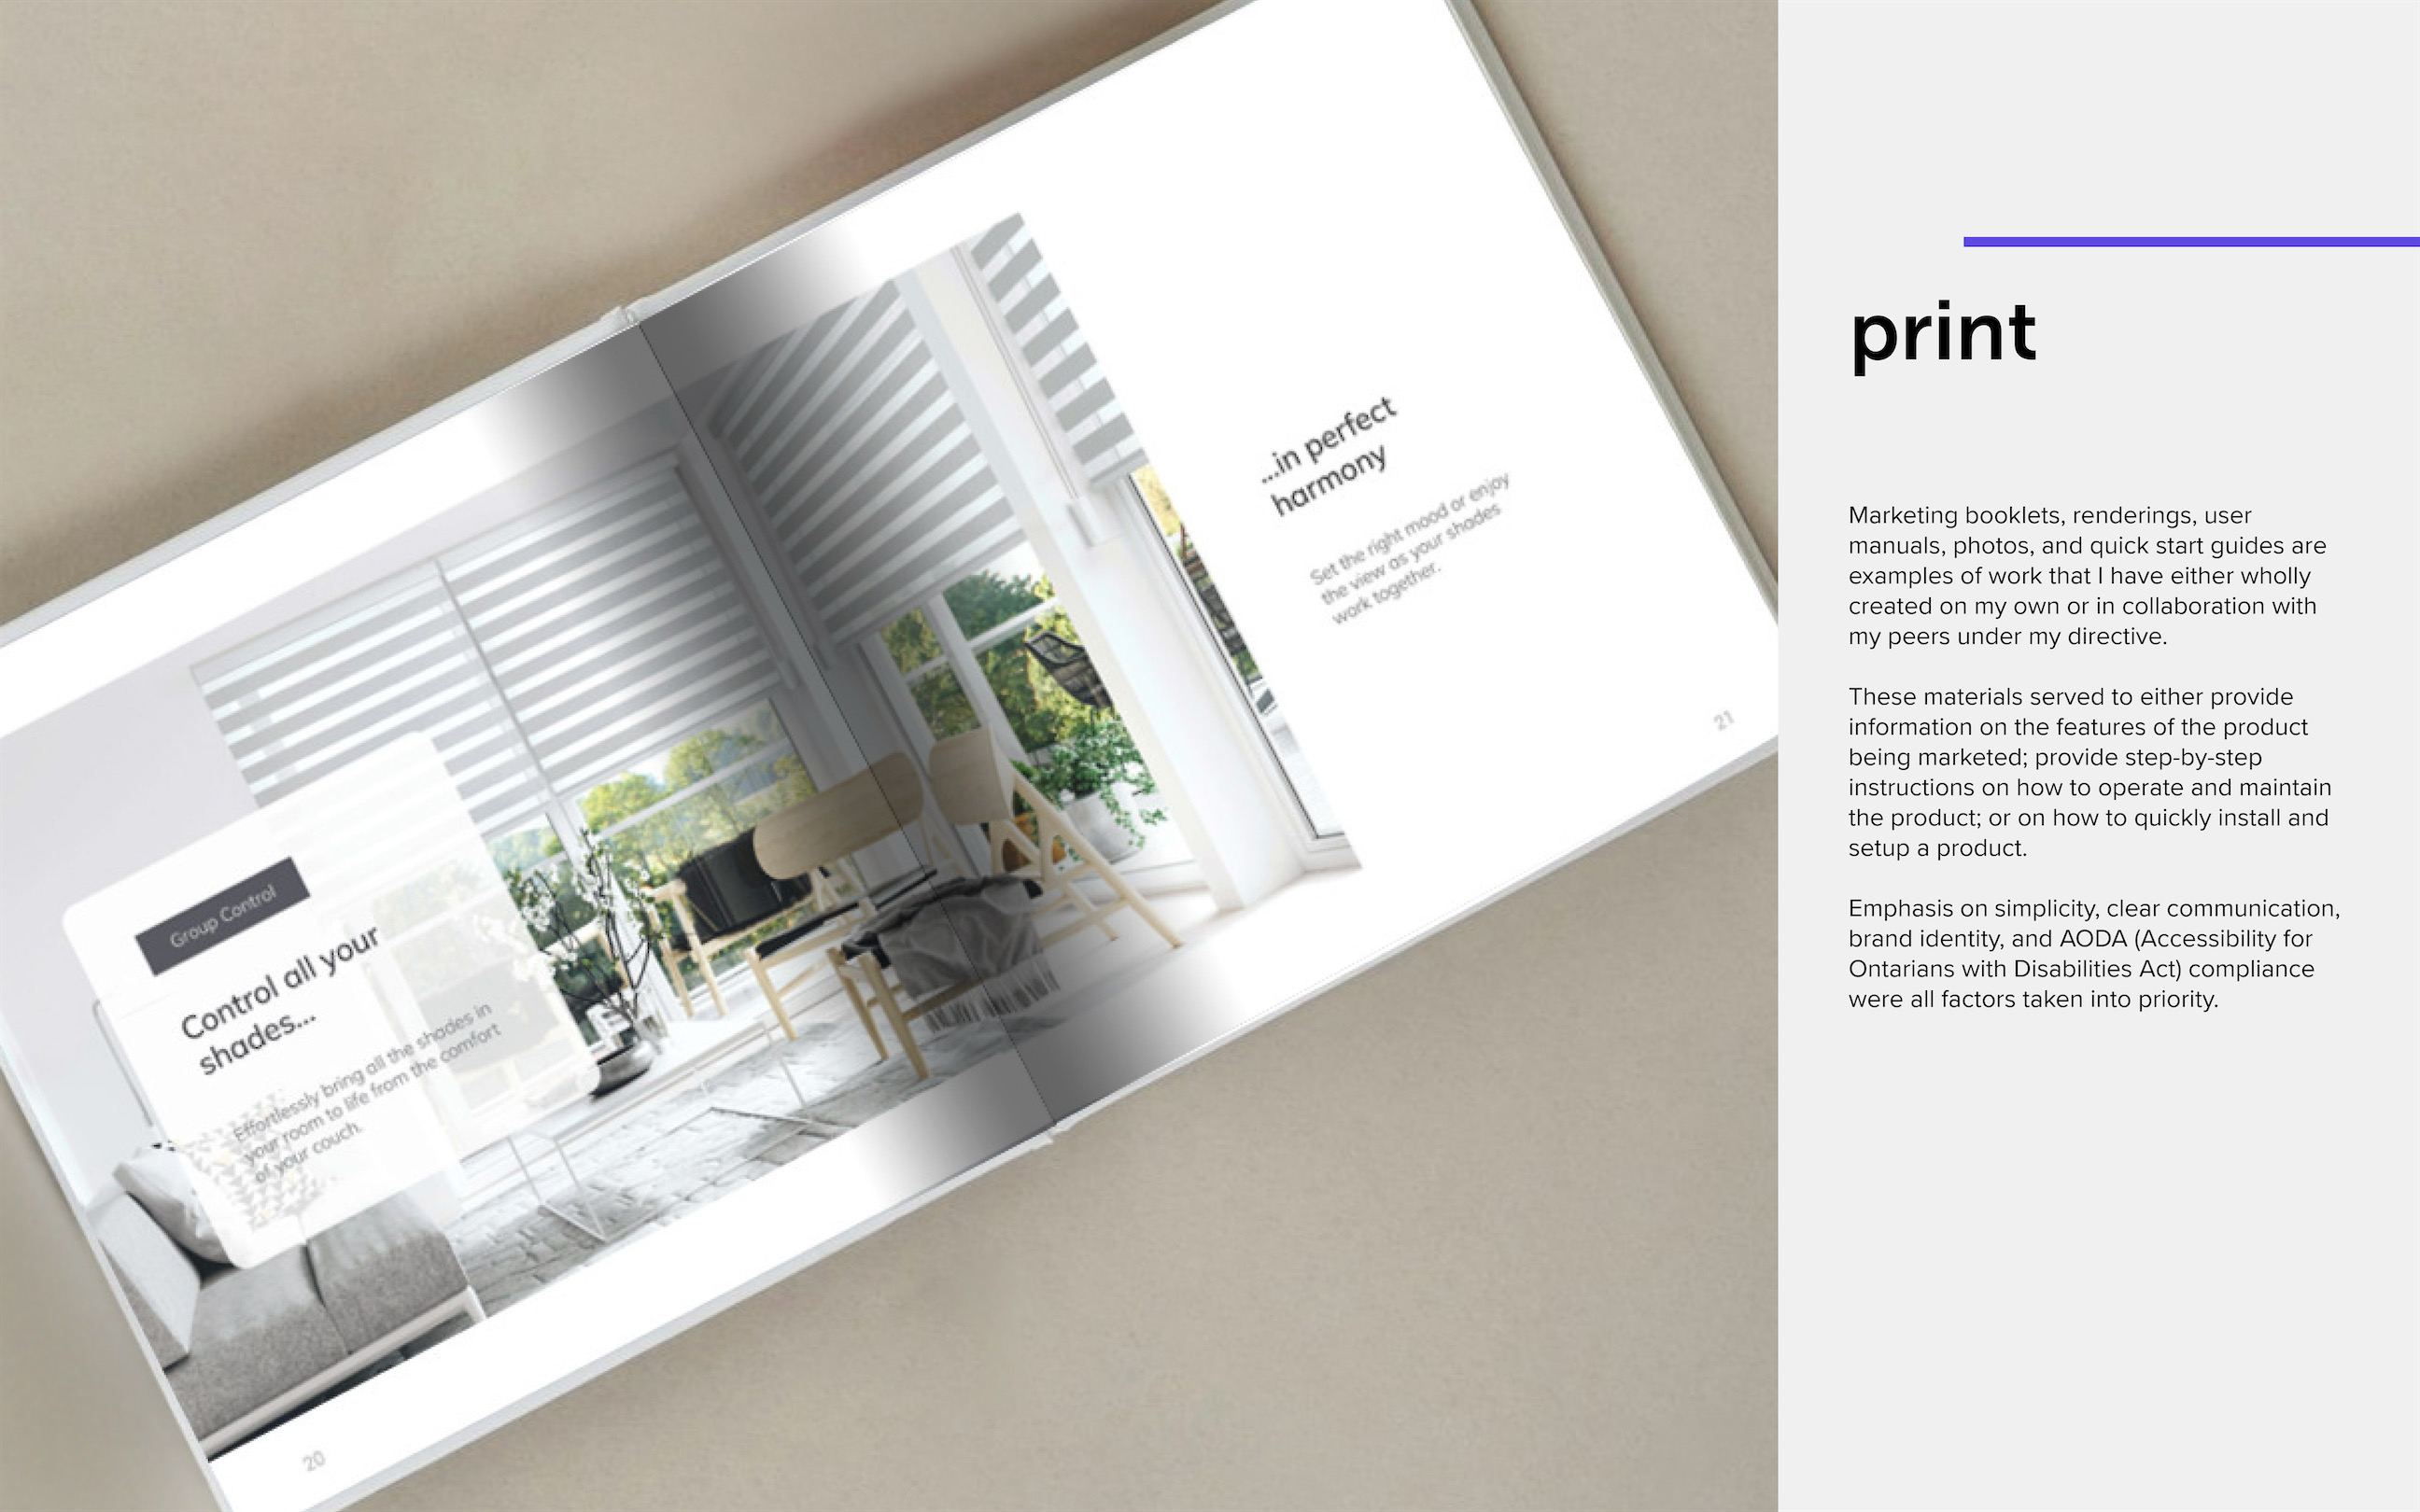 Group Control
Control all your
shades...
Effortlessly bring all the shades in
your room to life from the comfort
of your couch.
20
...in perfect
harmony
Set the right mood or enjoy
the view as your shades
work together.
21
print
Marketing booklets, renderings, user
manuals, photos, and quick start guides are
examples of work that I have either wholly
created on my own or in collaboration with
my peers under my directive.
These materials served to either provide
information on the features of the product
being marketed; provide step-by-step
instructions on how to operate and maintain
the product; or on how to quickly install and
setup a product.
Emphasis on simplicity, clear communication,
brand identity, and AODA (Accessibility for
Ontarians with Disabilities Act) compliance
were all factors taken into priority.